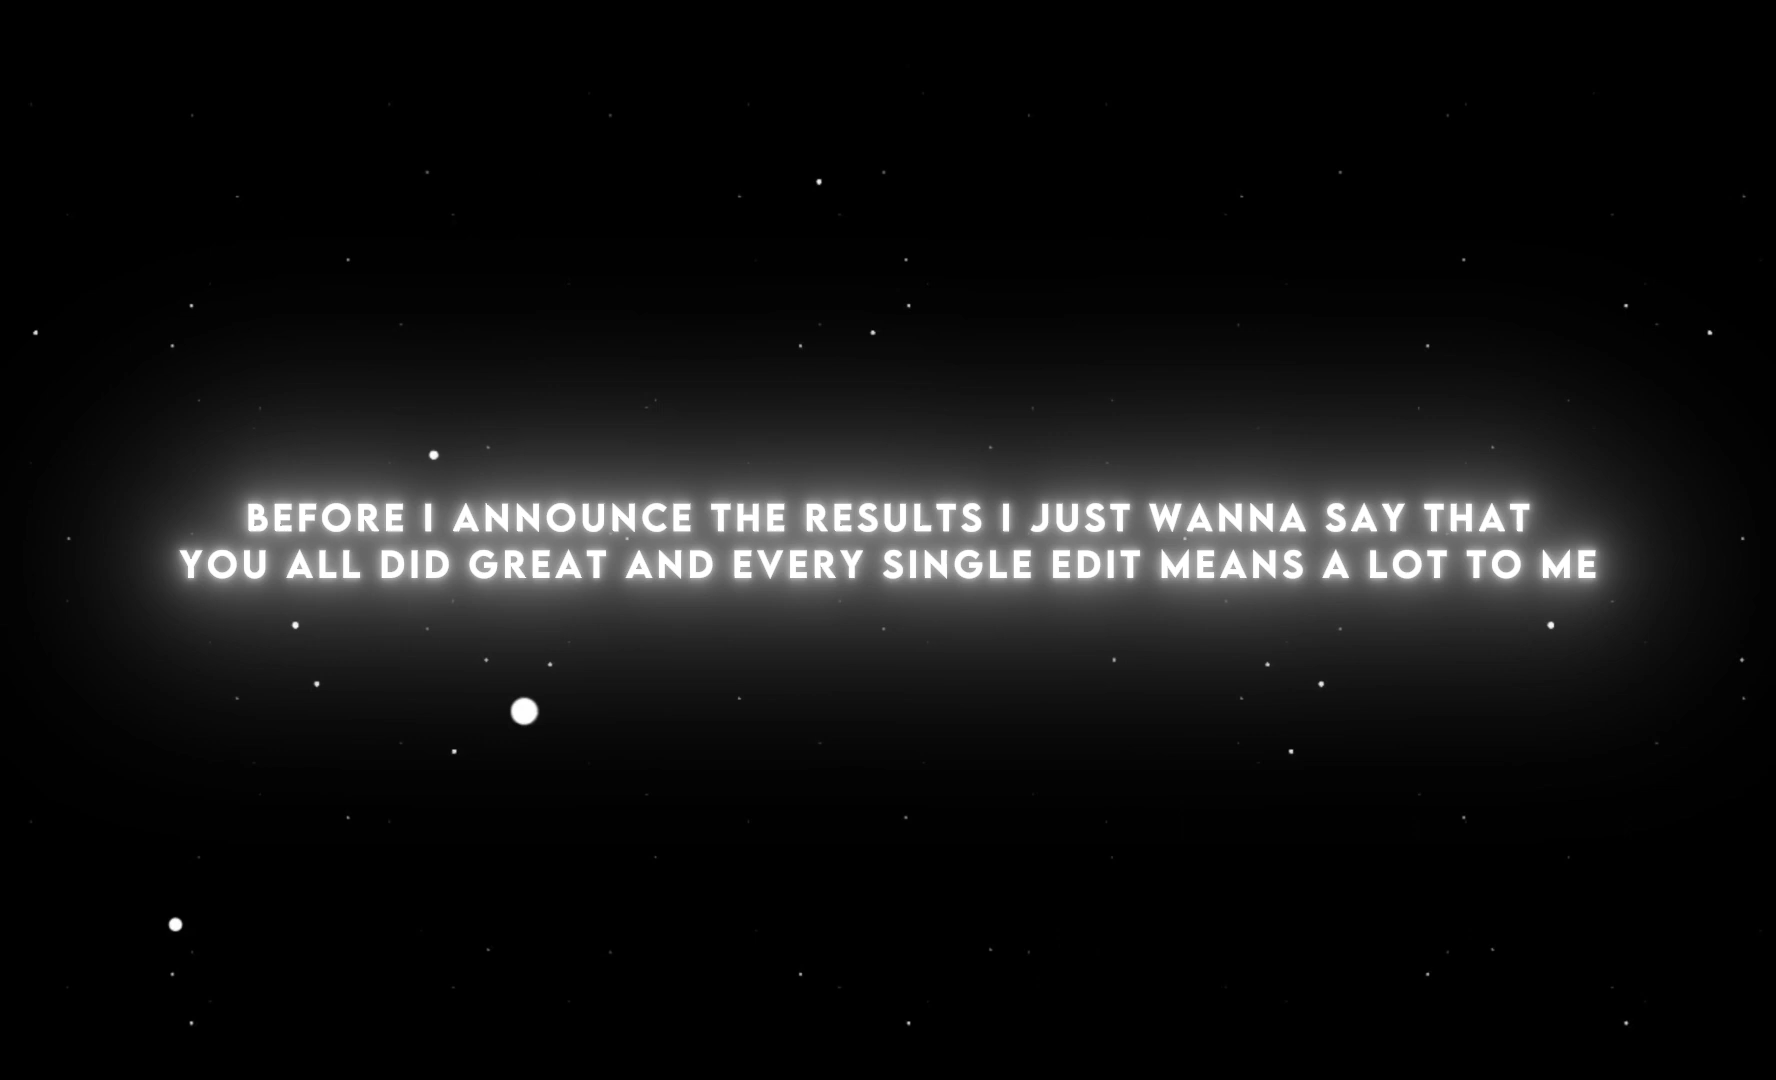 BEFORE I ANNOUNCE THE RESULTS I JUST WANNA SAY THAT
YOU ALL DID GREAT AND EVERY SINGLE EDIT MEANS A LOT TO ME